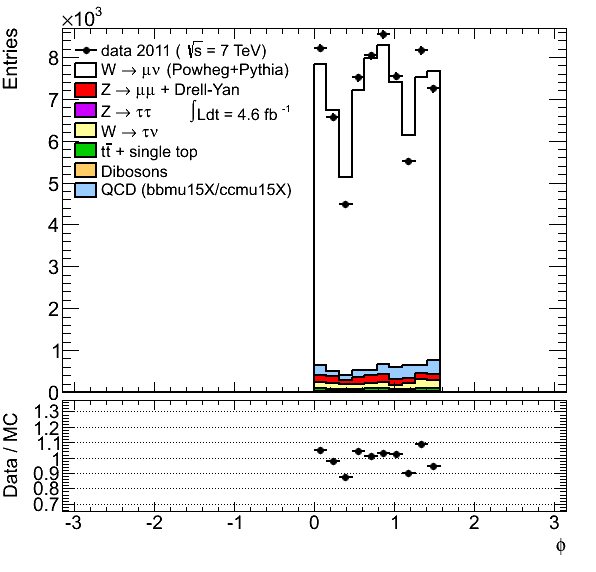 ×10³
Entries
8
7
6
5
4
3
2
1
0
data 2011 ( √s = 7 TeV)
W → μν (Powheg+Pythia)
Z → μμ + Drell-Yan
Z → ττ
∫Ldt = 4.6 fb⁻¹
W → τν
tt̄ + single top
Dibosons
QCD (bbmu15X/ccmu15X)
Data / MC
1.3
1.2
1.1
1
0.9
0.8
0.7
-3 -2 -1 0 1 2 3
ϕ